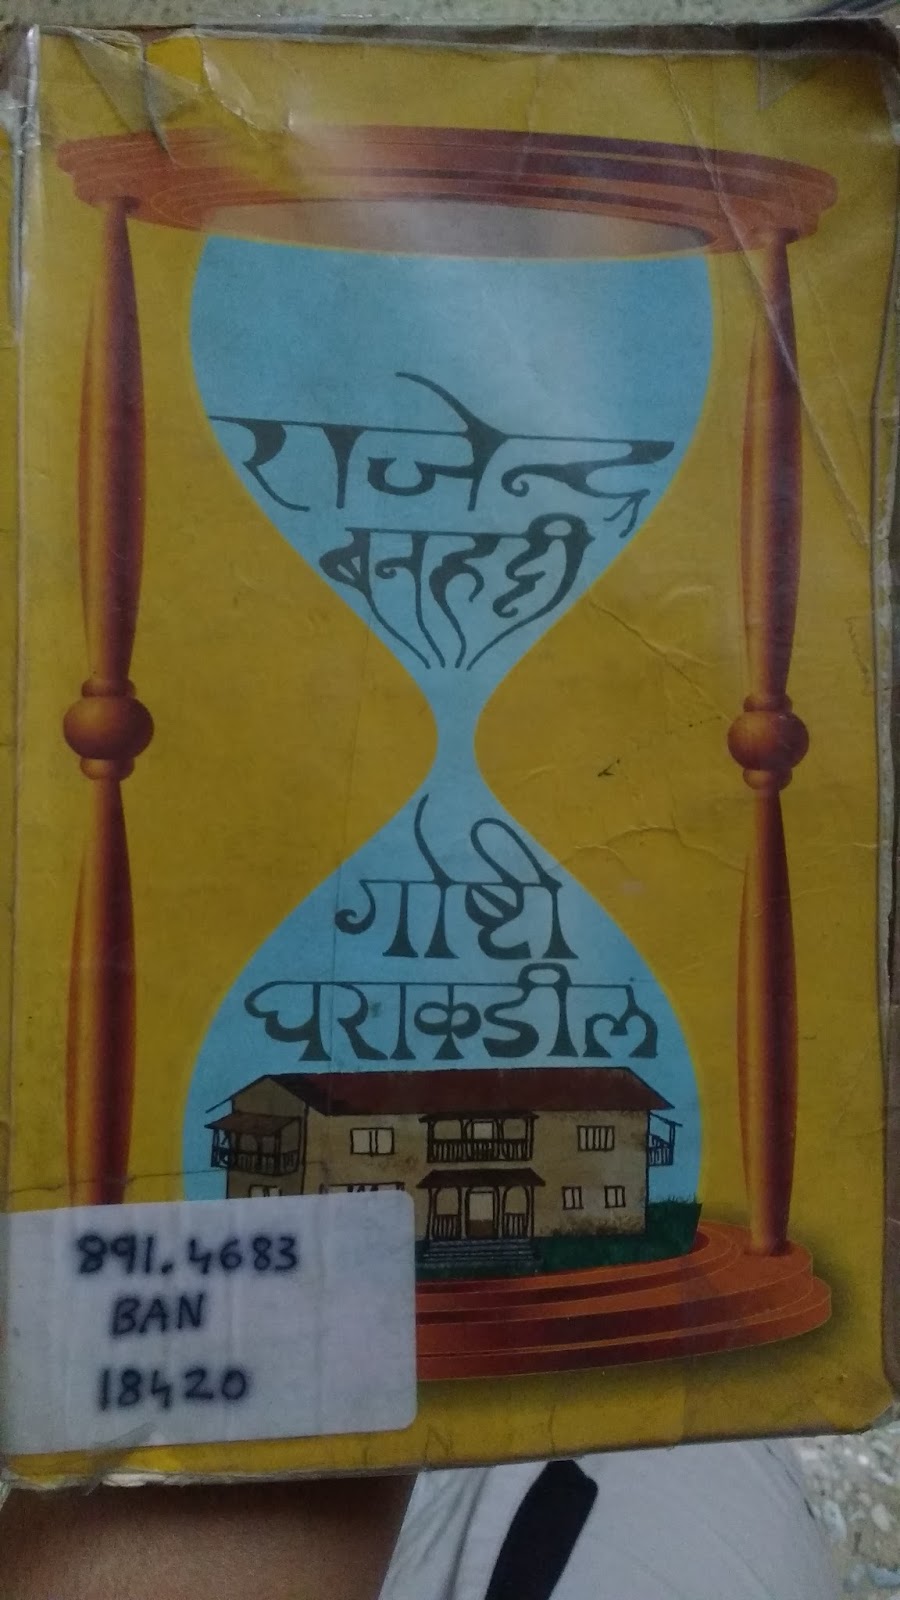 राजेन्द्र
बनहट्टी
गोष्टी
घराकडील
891.4683
BAN
18420